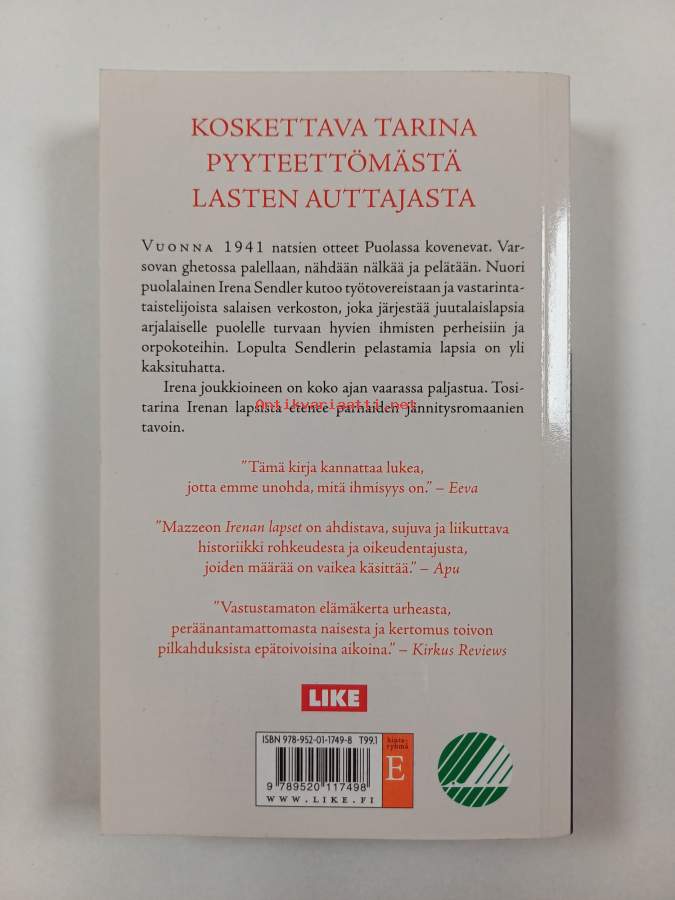 KOSKETTAVA TARINA
PYYTEETTÖMÄSTÄ
LASTEN AUTTAJASTA
VUONNA 1941 natsien otteet Puolassa kovenevat. Var-
sovan ghetossa palellaan, nähdään nälkää ja pelätään. Nuori
puolalainen Irena Sendler kutoo työtovereistaan ja vastarinta-
taistelijoista salaisen verkoston, joka järjestää juutalaislapsia
arjalaiselle puolelle turvaan hyvien ihmisten perheisiin ja
orpokoteihin. Lopulta Sendlerin pelastamia lapsia on yli
kaksituhatta.
Irena joukkioineen on koko ajan vaarassa paljastua. Tosi-
tarina Irenan lapsista etenee parhaiden jännitysromaanien
tavoin.
Antikvariaatti.net
"Tämä kirja kannattaa lukea,
jotta emme unohda, mitä ihmisyys on." – Eeva
"Mazzeon Irenan lapset on ahdistava, sujuva ja liikuttava
historiikki rohkeudesta ja oikeudentajusta,
joiden määrää on vaikea käsittää." – Apu
"Vastustamaton elämäkerta urheasta,
peräänantamattomasta naisesta ja kertomus toivon
pilkahduksista epätoivoisina aikoina." – Kirkus Reviews
LIKE
ISBN 978-952-01-1749-8 T99.1
hinta-
ryhmä
E
9 789520 117498
WWW.LIKE.FI